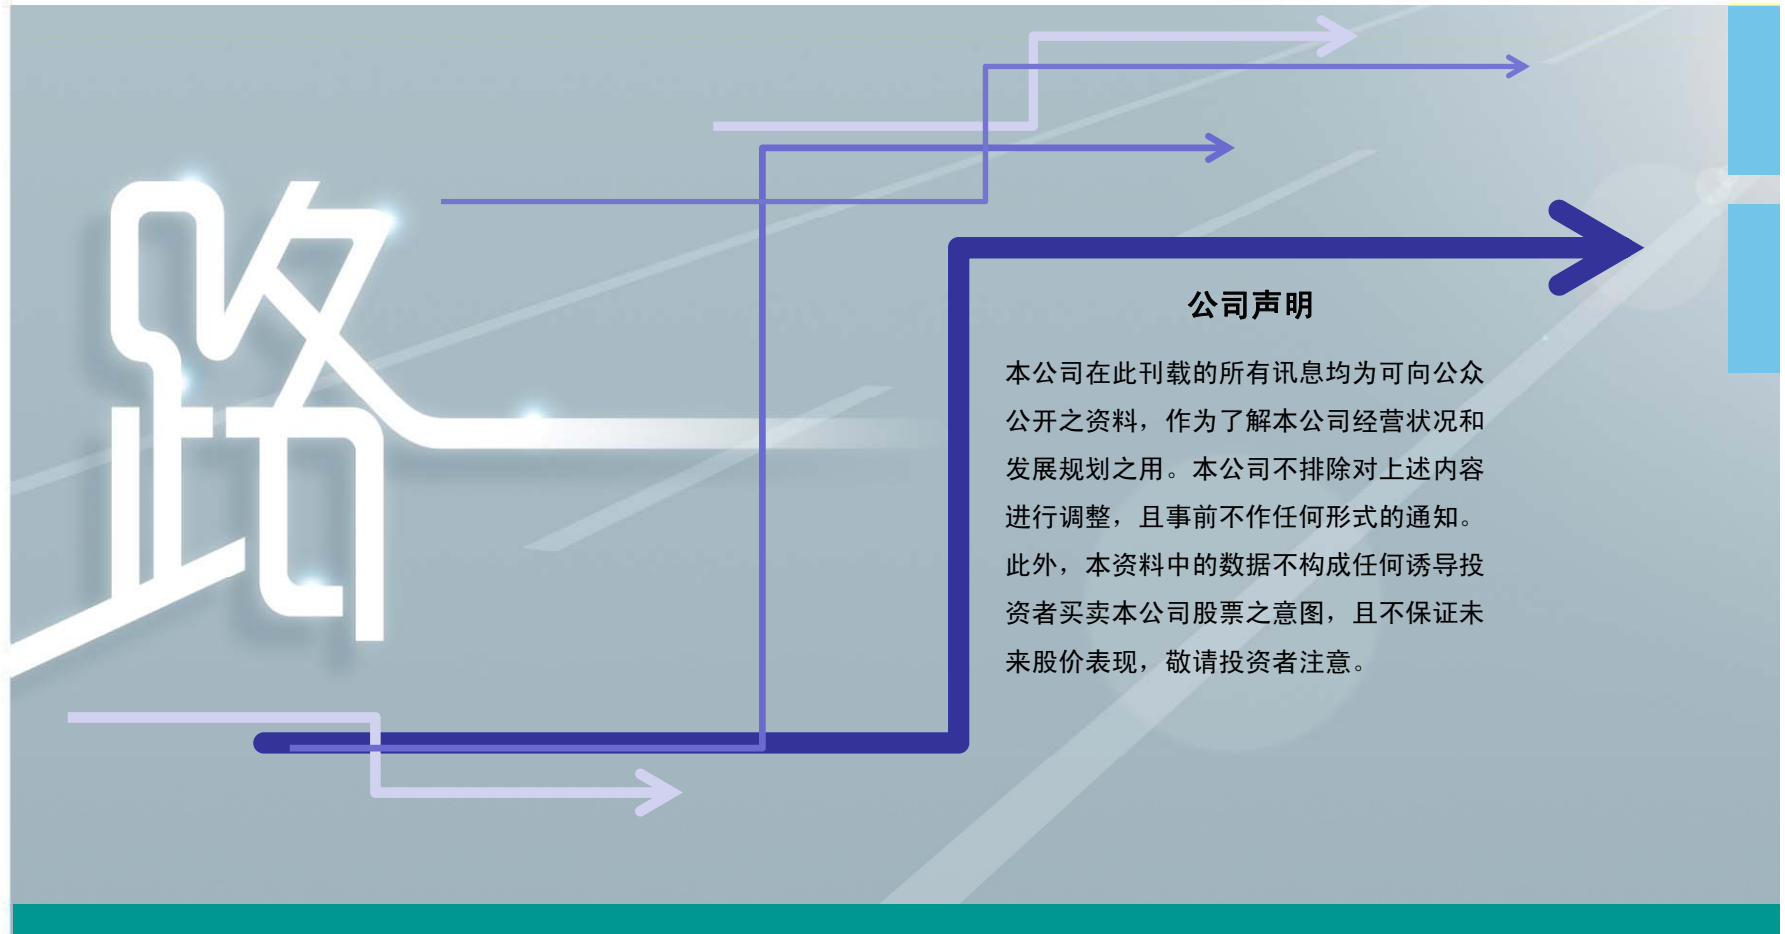 路
公司声明
本公司在此刊载的所有讯息均为可向公众
公开之资料，作为了解本公司经营状况和
发展规划之用。本公司不排除对上述内容
进行调整，且事前不作任何形式的通知。
此外，本资料中的数据不构成任何诱导投
资者买卖本公司股票之意图，且不保证未
来股价表现，敬请投资者注意。